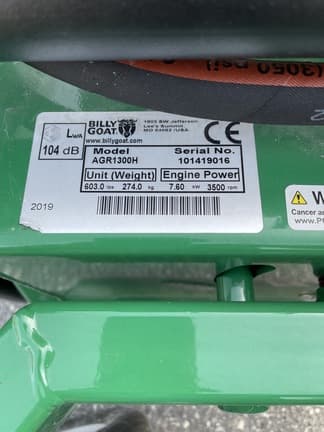 (3050 psi)
BILLY GOAT®
www.billygoat.com
1803 SW Jefferson
Lee's Summit,
MO 64082 /USA
CE
LWA
104 dB
Model Serial No.
AGR1300H 101419016
Unit (Weight) Engine Power
603.0 lbs 274.0 kg 7.60 kW 3500 rpm
2019
W
Cancer a
www.P